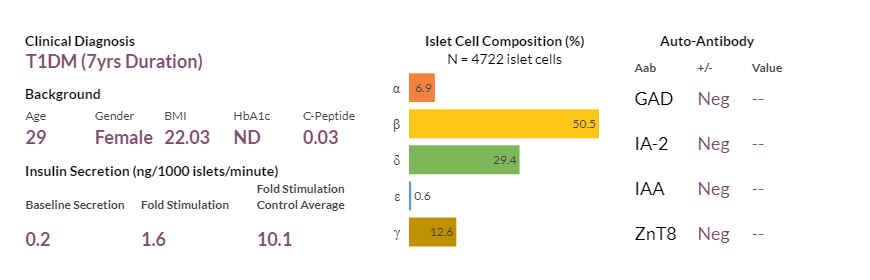 Clinical Diagnosis
T1DM (7yrs Duration)
Background
Age Gender BMI HbA1c C-Peptide
29 Female 22.03 ND 0.03
Insulin Secretion (ng/1000 islets/minute)
Baseline Secretion Fold Stimulation Fold Stimulation Control Average
0.2 1.6 10.1
Islet Cell Composition (%)
N = 4722 islet cells
α 6.9
β 50.5
δ 29.4
ε 0.6
γ 12.6
Auto-Antibody
Aab +/- Value
GAD Neg --
IA-2 Neg --
IAA Neg --
ZnT8 Neg --